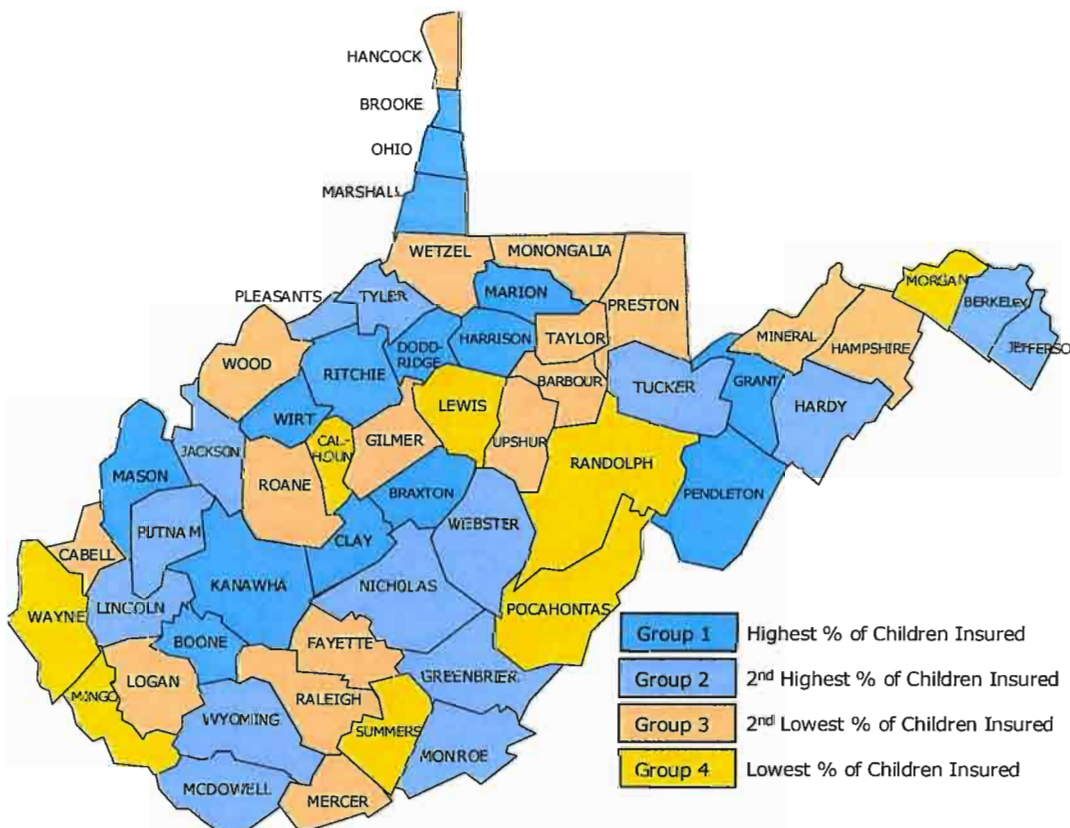 HANCOCK
BROOKE
OHIO
MARSHALL
WETZEL
MONONGALIA
MARION
PRESTON
MORGAN
BERKELEY
JEFFERSO
PLEASANTS
TYLER
DODD-
RIDGE
HARRISON
TAYLOR
MINERAL
HAMPSHIRE
WOOD
RITCHIE
BARBOUR
TUCKER
GRANT
HARDY
WIRT
LEWIS
CAL-
HOUN
GILMER
UPSHUR
RANDOLPH
JACKSON
MASON
ROANE
BRAXTON
WEBSTER
PENDLETON
PUTNAM
CLAY
CABELL
KANAWHA
NICHOLAS
WAYNE
LINCOLN
POCAHONTAS
BOONE
FAYETTE
GREENBRIER
LOGAN
MINGO
RALEIGH
WYOMING
SUMMERS
MONROE
MCDOWELL
MERCER
Group 1 Highest % of Children Insured
Group 2 2nd Highest % of Children Insured
Group 3 2nd Lowest % of Children Insured
Group 4 Lowest % of Children Insured